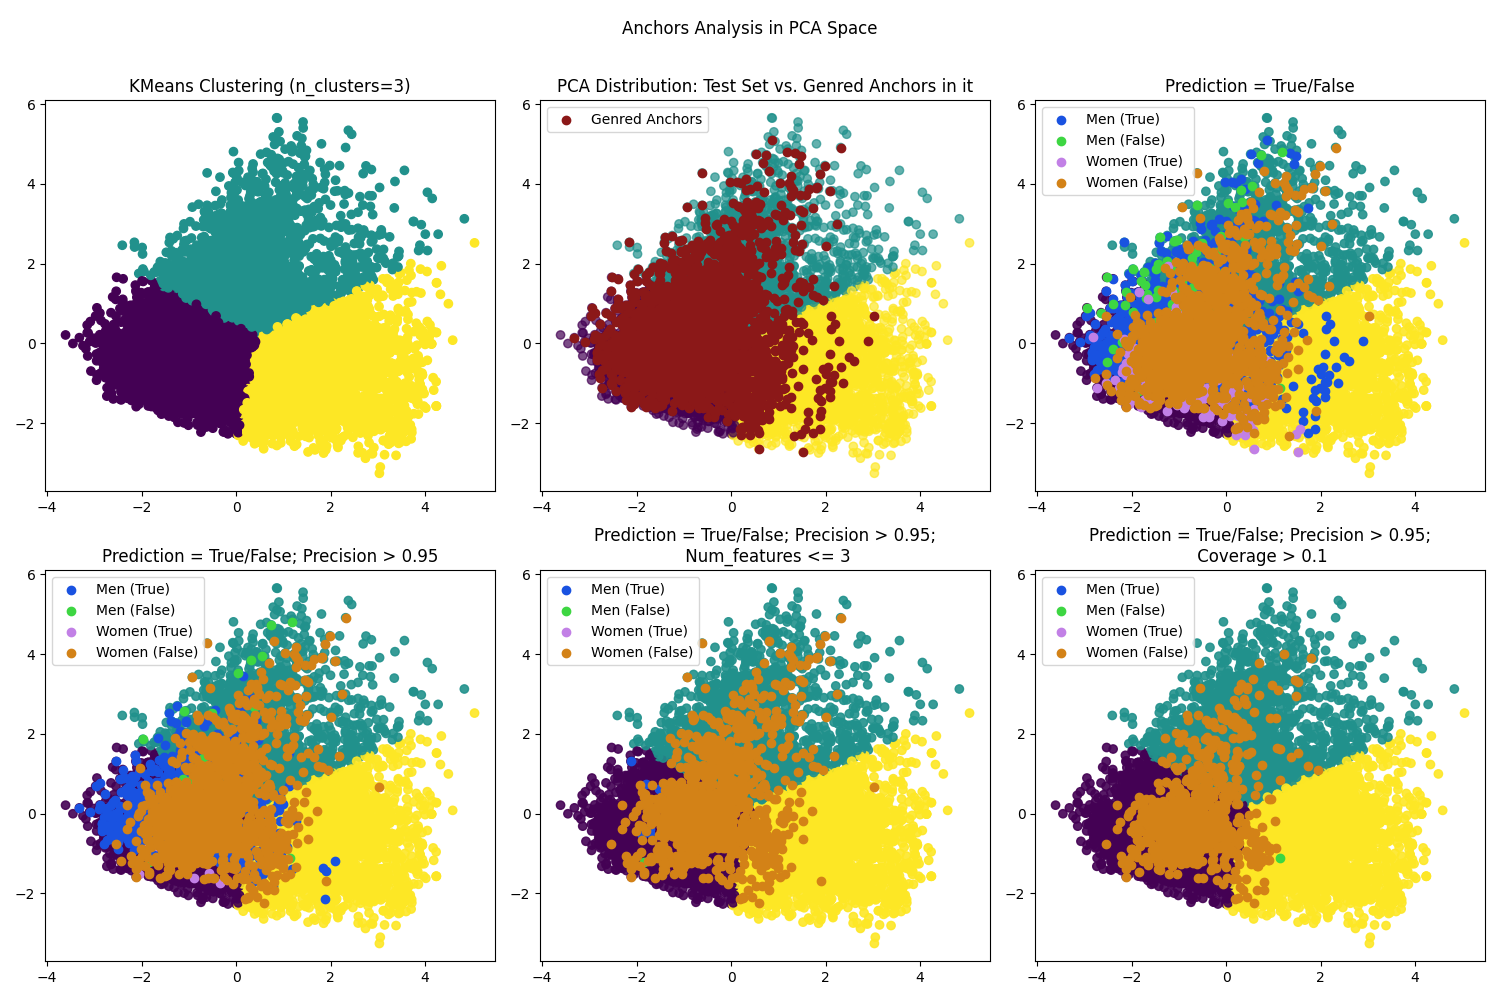 Anchors Analysis in PCA Space
KMeans Clustering (n_clusters=3)
6
4
2
0
−2
−4
−2
0
2
4
PCA Distribution: Test Set vs. Genred Anchors in it
Genred Anchors
6
4
2
0
−2
−4
−2
0
2
4
Prediction = True/False
Men (True)
Men (False)
Women (True)
Women (False)
6
4
2
0
−2
−4
−2
0
2
4
Prediction = True/False; Precision > 0.95
Men (True)
Men (False)
Women (True)
Women (False)
6
4
2
0
−2
−4
−2
0
2
4
Prediction = True/False; Precision > 0.95;
Num_features <= 3
Men (True)
Men (False)
Women (True)
Women (False)
6
4
2
0
−2
−4
−2
0
2
4
Prediction = True/False; Precision > 0.95;
Coverage > 0.1
Men (True)
Men (False)
Women (True)
Women (False)
6
4
2
0
−2
−4
−2
0
2
4